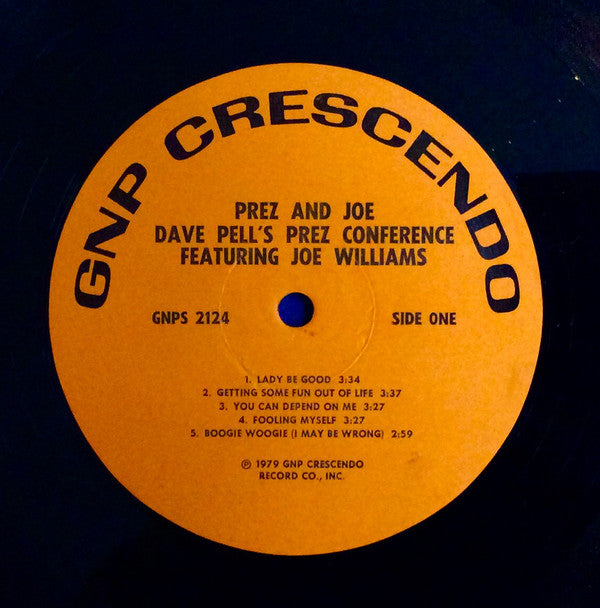 GNP CRESCENDO
PREZ AND JOE
DAVE PELL'S PREZ CONFERENCE
FEATURING JOE WILLIAMS
GNPS 2124
SIDE ONE
1. LADY BE GOOD 3:34
2. GETTING SOME FUN OUT OF LIFE 3:37
3. YOU CAN DEPEND ON ME 3:27
4. FOOLING MYSELF 3:27
5. BOOGIE WOOGIE (I MAY BE WRONG) 2:59
℗ 1979 GNP CRESCENDO
RECORD CO., INC.